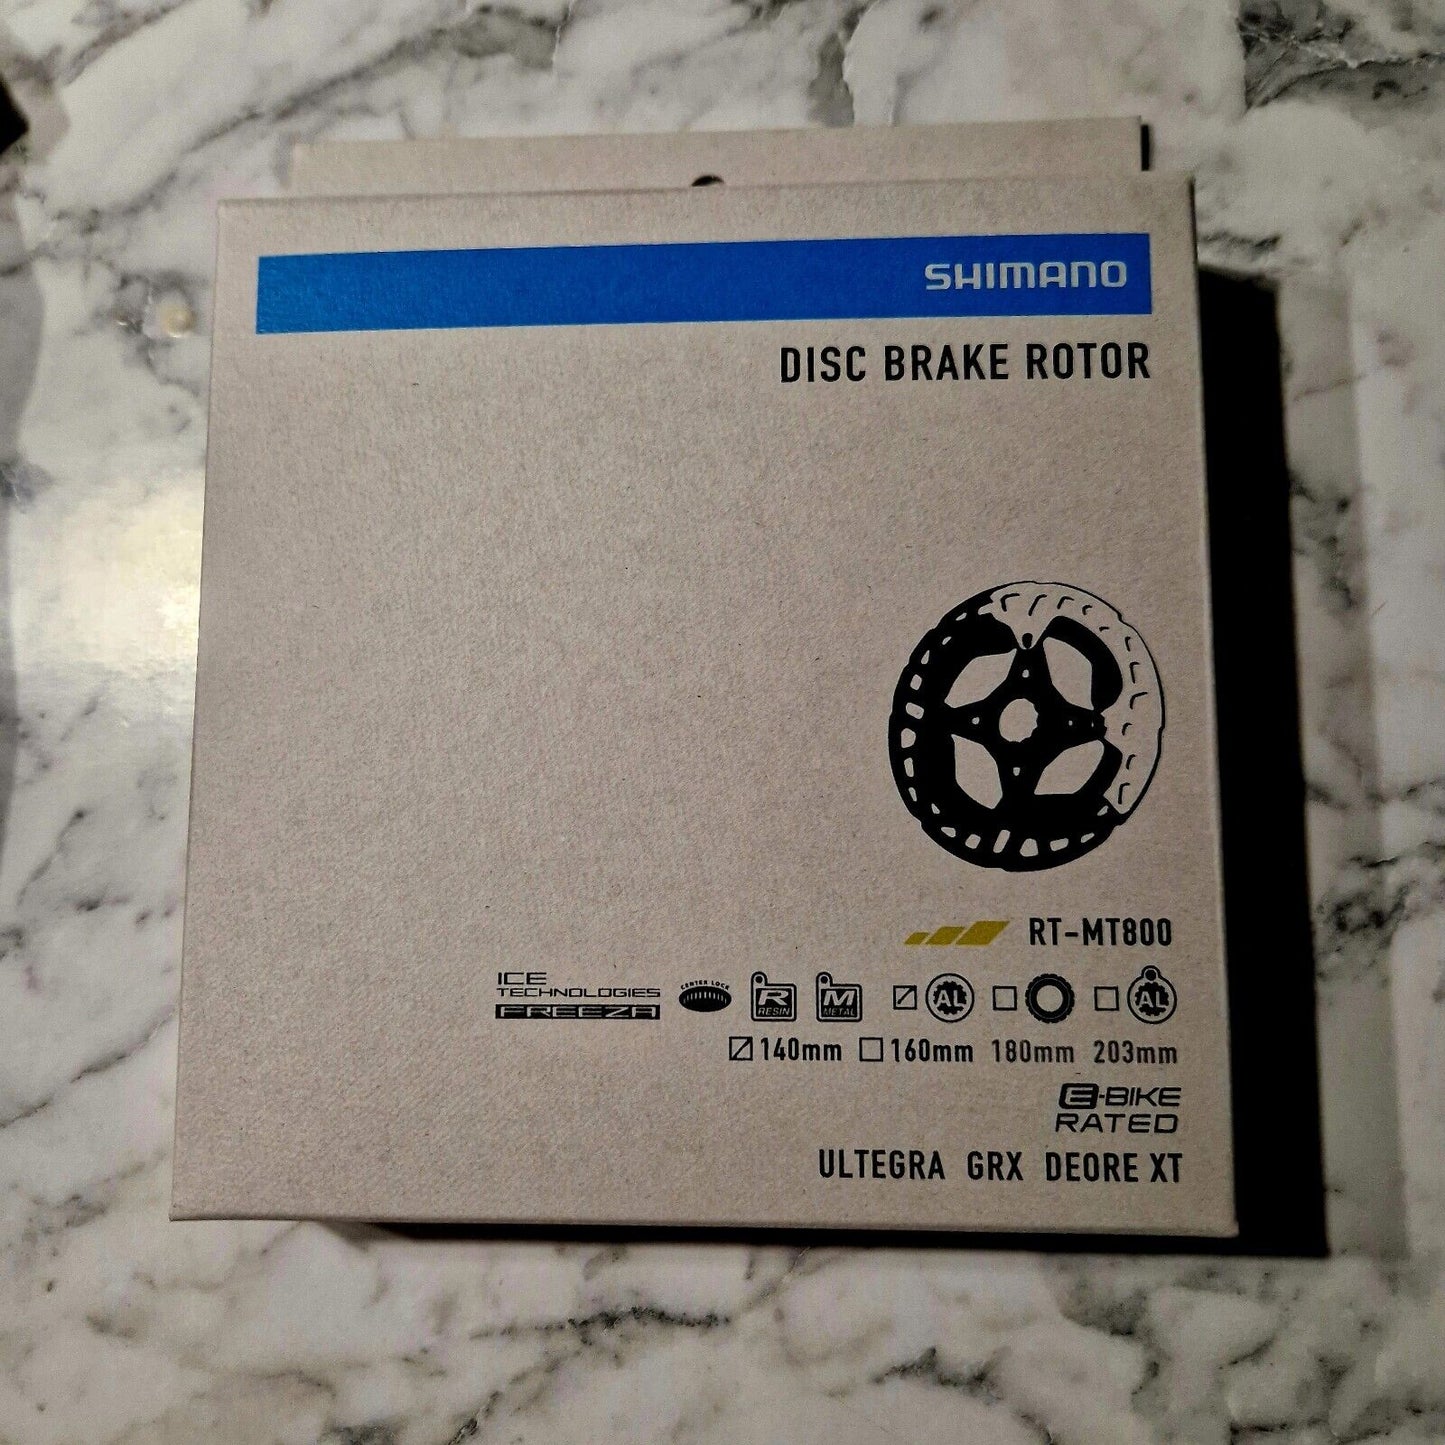 SHIMANO
DISC BRAKE ROTOR
RT-MT800
ICE
TECHNOLOGIES
FREEZA
CENTER LOCK
R
RESIN
M
METAL
AL
AL
140mm 160mm 180mm 203mm
E-BIKE
RATED
ULTEGRA GRX DEORE XT